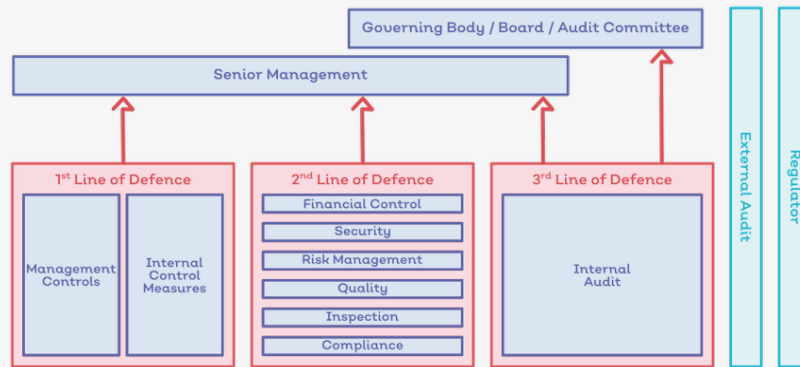 Governing Body / Board / Audit Committee
Senior Management
1st Line of Defence
Management
Controls
Internal
Control
Measures
2nd Line of Defence
Financial Control
Security
Risk Management
Quality
Inspection
Compliance
3rd Line of Defence
Internal
Audit
External Audit
Regulator